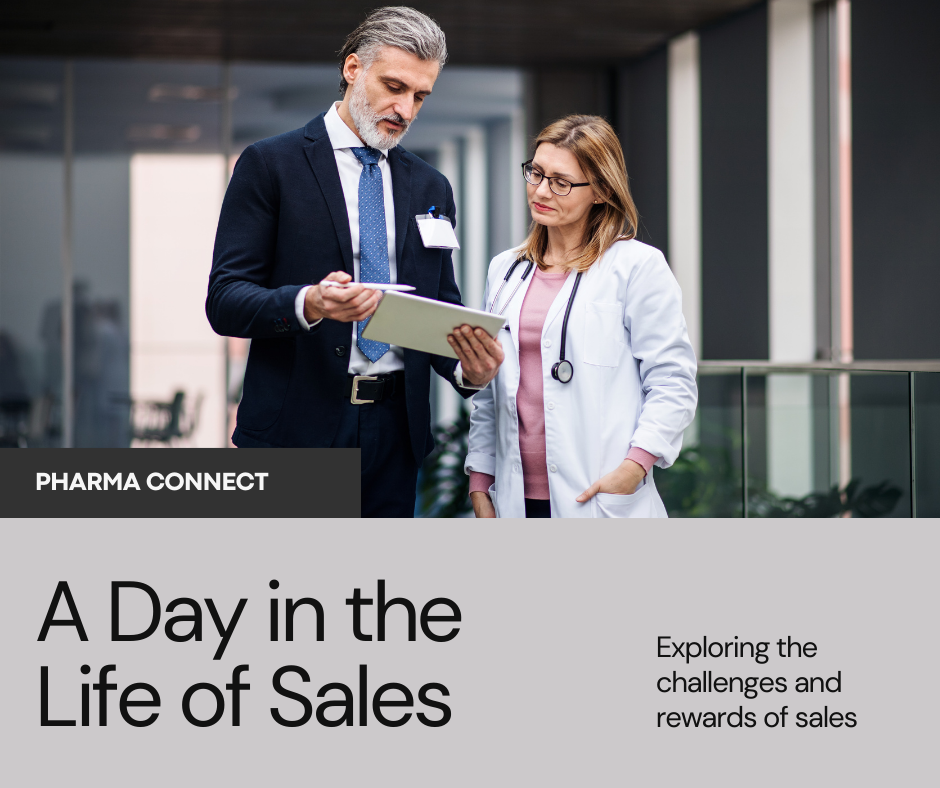 PHARMA CONNECT
A Day in the
Life of Sales
Exploring the
challenges and
rewards of sales